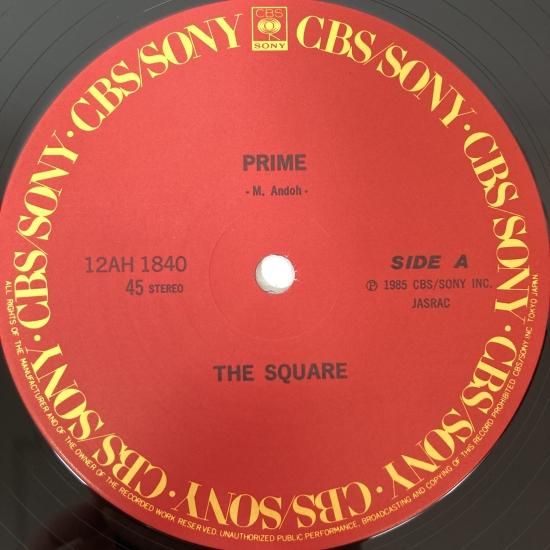 CBS
SONY
CBS/SONY · CBS/SONY · CBS/SONY · CBS/SONY · CBS/SONY · CBS/SONY · CBS/SONY · CBS/SONY
PRIME
- M. Andoh -
12AH 1840
45 STEREO
SIDE A
Ⓟ 1985 CBS/SONY INC.
JASRAC
THE SQUARE
ALL RIGHTS OF THE MANUFACTURER AND OF THE OWNER OF THE RECORDED WORK RESERVED. UNAUTHORIZED PUBLIC PERFORMANCE, BROADCASTING AND COPYING OF THIS RECORD PROHIBITED CBS/SONY INC TOKYO JAPAN